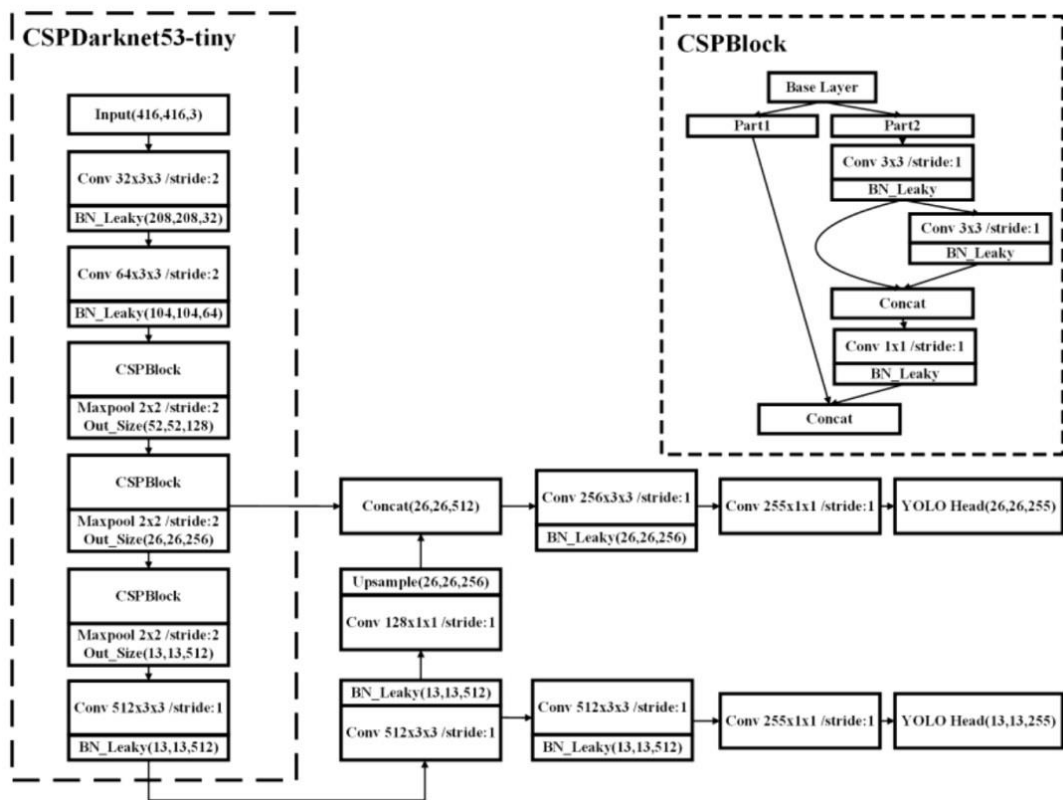 CSPDarknet53-tiny
Input(416,416,3)
Conv 32x3x3 /stride:2
BN_Leaky(208,208,32)
Conv 64x3x3 /stride:2
BN_Leaky(104,104,64)
CSPBlock
Maxpool 2x2 /stride:2
Out_Size(52,52,128)
CSPBlock
Maxpool 2x2 /stride:2
Out_Size(26,26,256)
CSPBlock
Maxpool 2x2 /stride:2
Out_Size(13,13,512)
Conv 512x3x3 /stride:1
BN_Leaky(13,13,512)
CSPBlock
Base Layer
Part1
Part2
Conv 3x3 /stride:1
BN_Leaky
Conv 3x3 /stride:1
BN_Leaky
Concat
Conv 1x1 /stride:1
BN_Leaky
Concat
Concat(26,26,512)
Conv 256x3x3 /stride:1
BN_Leaky(26,26,256)
Conv 255x1x1 /stride:1
YOLO Head(26,26,255)
Upsample(26,26,256)
Conv 128x1x1 /stride:1
BN_Leaky(13,13,512)
Conv 512x3x3 /stride:1
Conv 512x3x3 /stride:1
BN_Leaky(13,13,512)
Conv 255x1x1 /stride:1
YOLO Head(13,13,255)